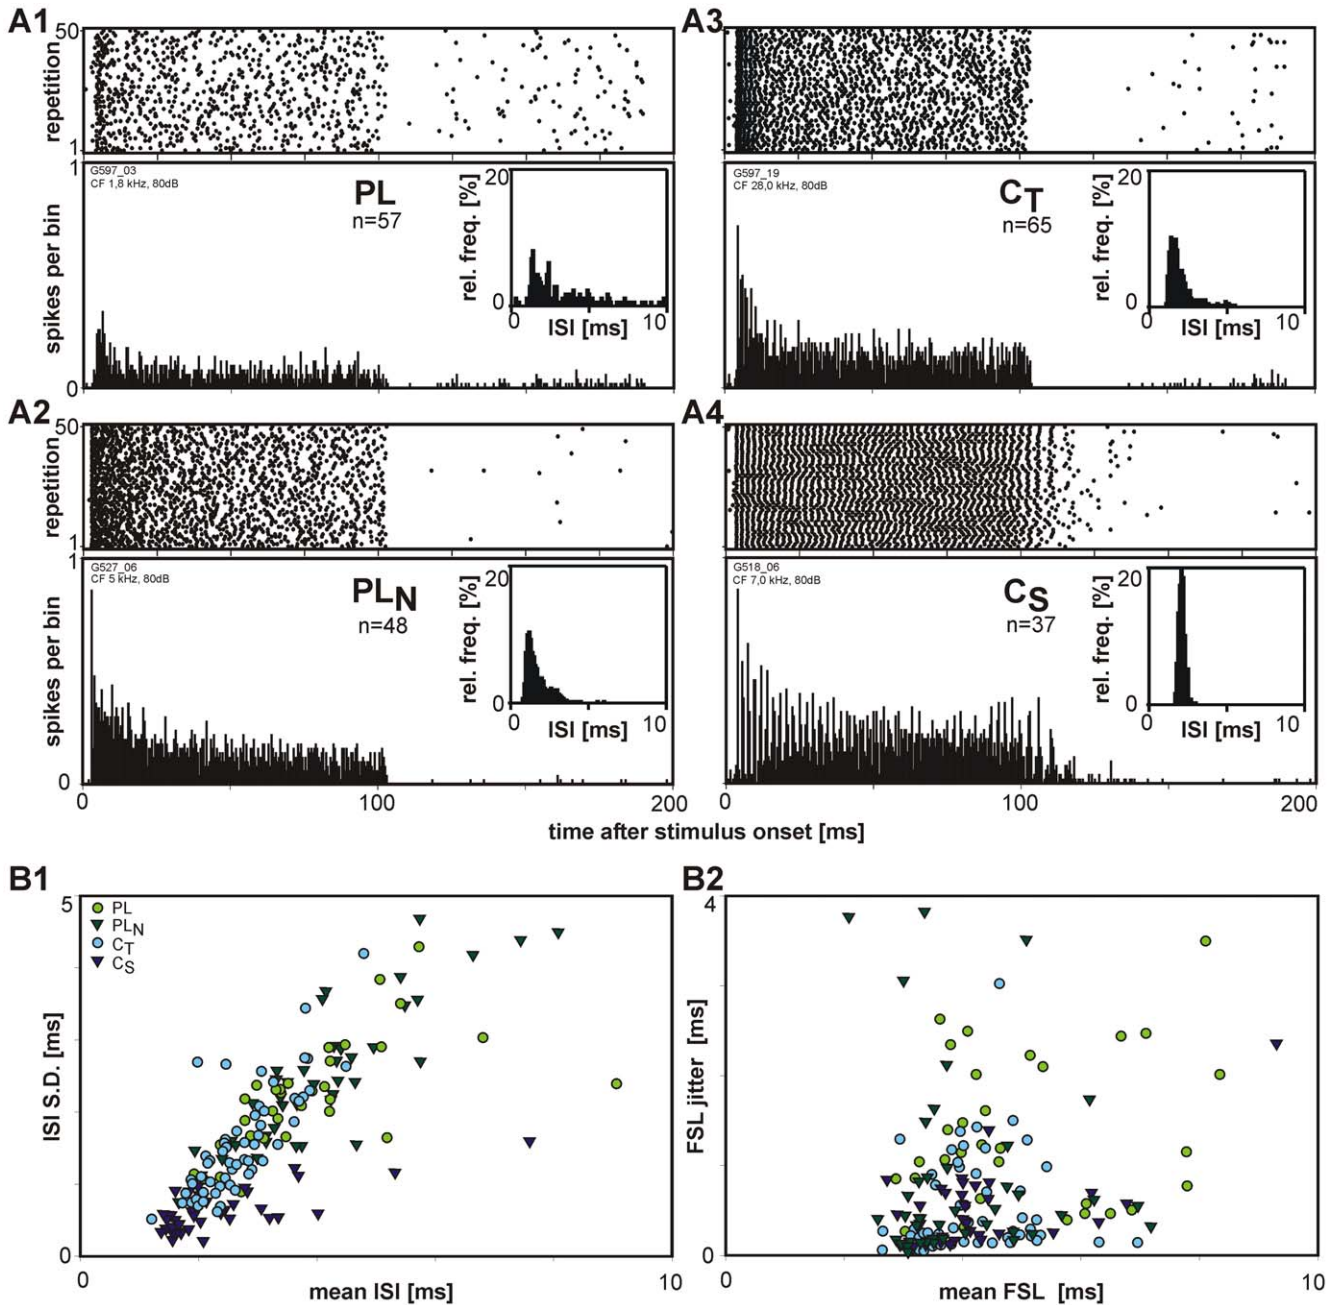 A1
50
repetition
1
1
G597_03
CF 1,8 kHz, 80dB
PL
n=57
spikes per bin
0
20
rel. freq. [%]
0
0
ISI [ms]
10
A3
G597_19
CF 28,0 kHz, 80dB
CT
n=65
20
rel. freq. [%]
0
0
ISI [ms]
10
A2
50
repetition
1
1
G527_06
CF 5 kHz, 80dB
PLN
n=48
spikes per bin
0
20
rel. freq. [%]
0
0
ISI [ms]
10
0
100
200
A4
G518_06
CF 7,0 kHz, 80dB
CS
n=37
20
rel. freq. [%]
0
0
ISI [ms]
10
0
100
200
time after stimulus onset [ms]
B1
5
PL
PLN
CT
CS
ISI S.D. [ms]
0
0
mean ISI [ms]
10
B2
4
FSL jitter [ms]
0
0
mean FSL [ms]
10